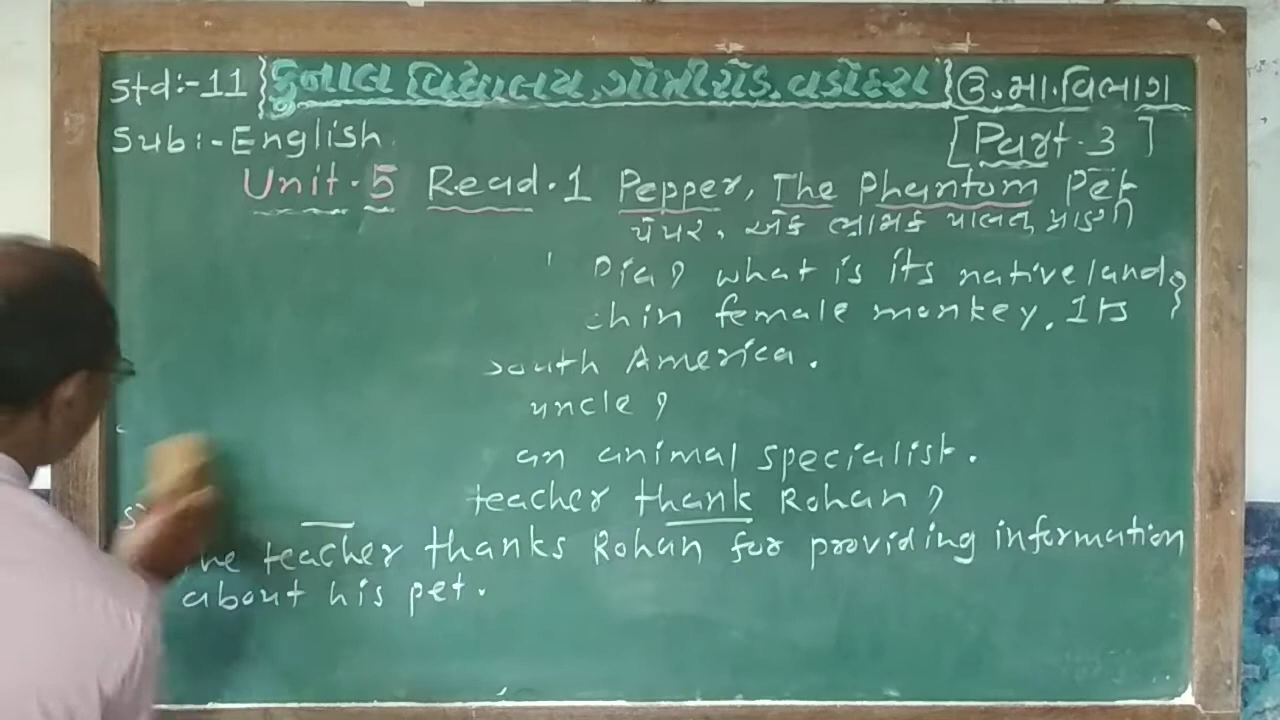 Std:-11 {કુનાલ વિદ્યાલય, ગોત્રીરોડ, વડોદરા} ઉ.મા.વિભાગ
Sub:-English
[Part-3]
Unit-5 Read.1 Pepper, The Phantom Pet
પેપર, એક ભ્રામક પાલતુ પ્રાણી
what is its native land?
chin female monkey. Its
south America.
uncle?
an animal specialist.
teacher thank Rohan?
The teacher thanks Rohan for providing information
about his pet.